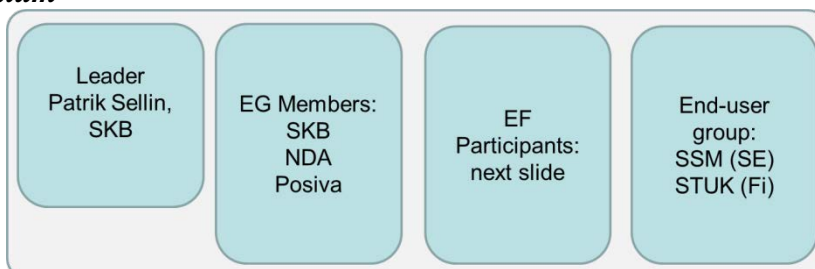 Leader
Patrik Sellin,
SKB
EG Members:
SKB
NDA
Posiva
EF
Participants:
next slide
End-user
group:
SSM (SE)
STUK (Fi)